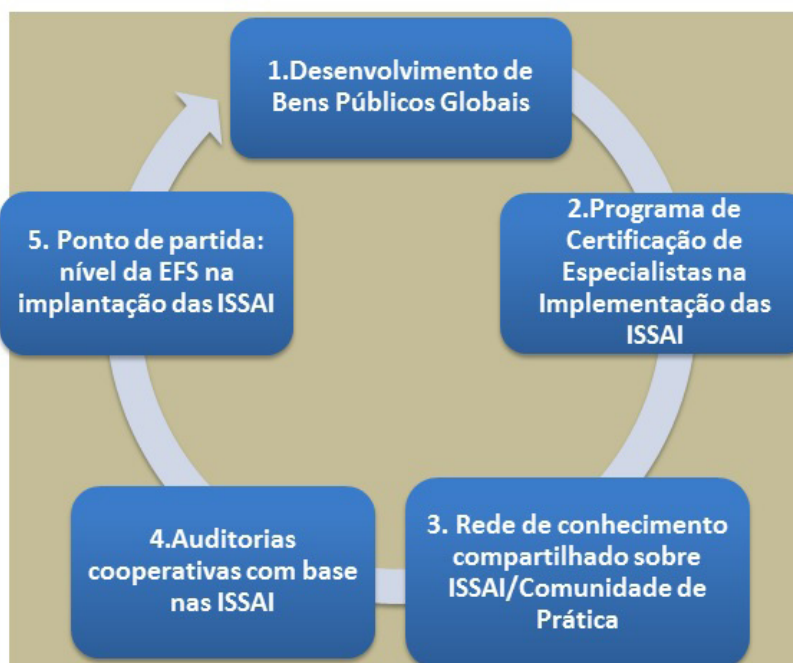 1.Desenvolvimento de
Bens Públicos Globais
2.Programa de
Certificação de
Especialistas na
Implementação das
ISSAI
3. Rede de conhecimento
compartilhado sobre
ISSAI/Comunidade de
Prática
4.Auditorias
cooperativas com base
nas ISSAI
5. Ponto de partida:
nível da EFS na
implantação das ISSAI